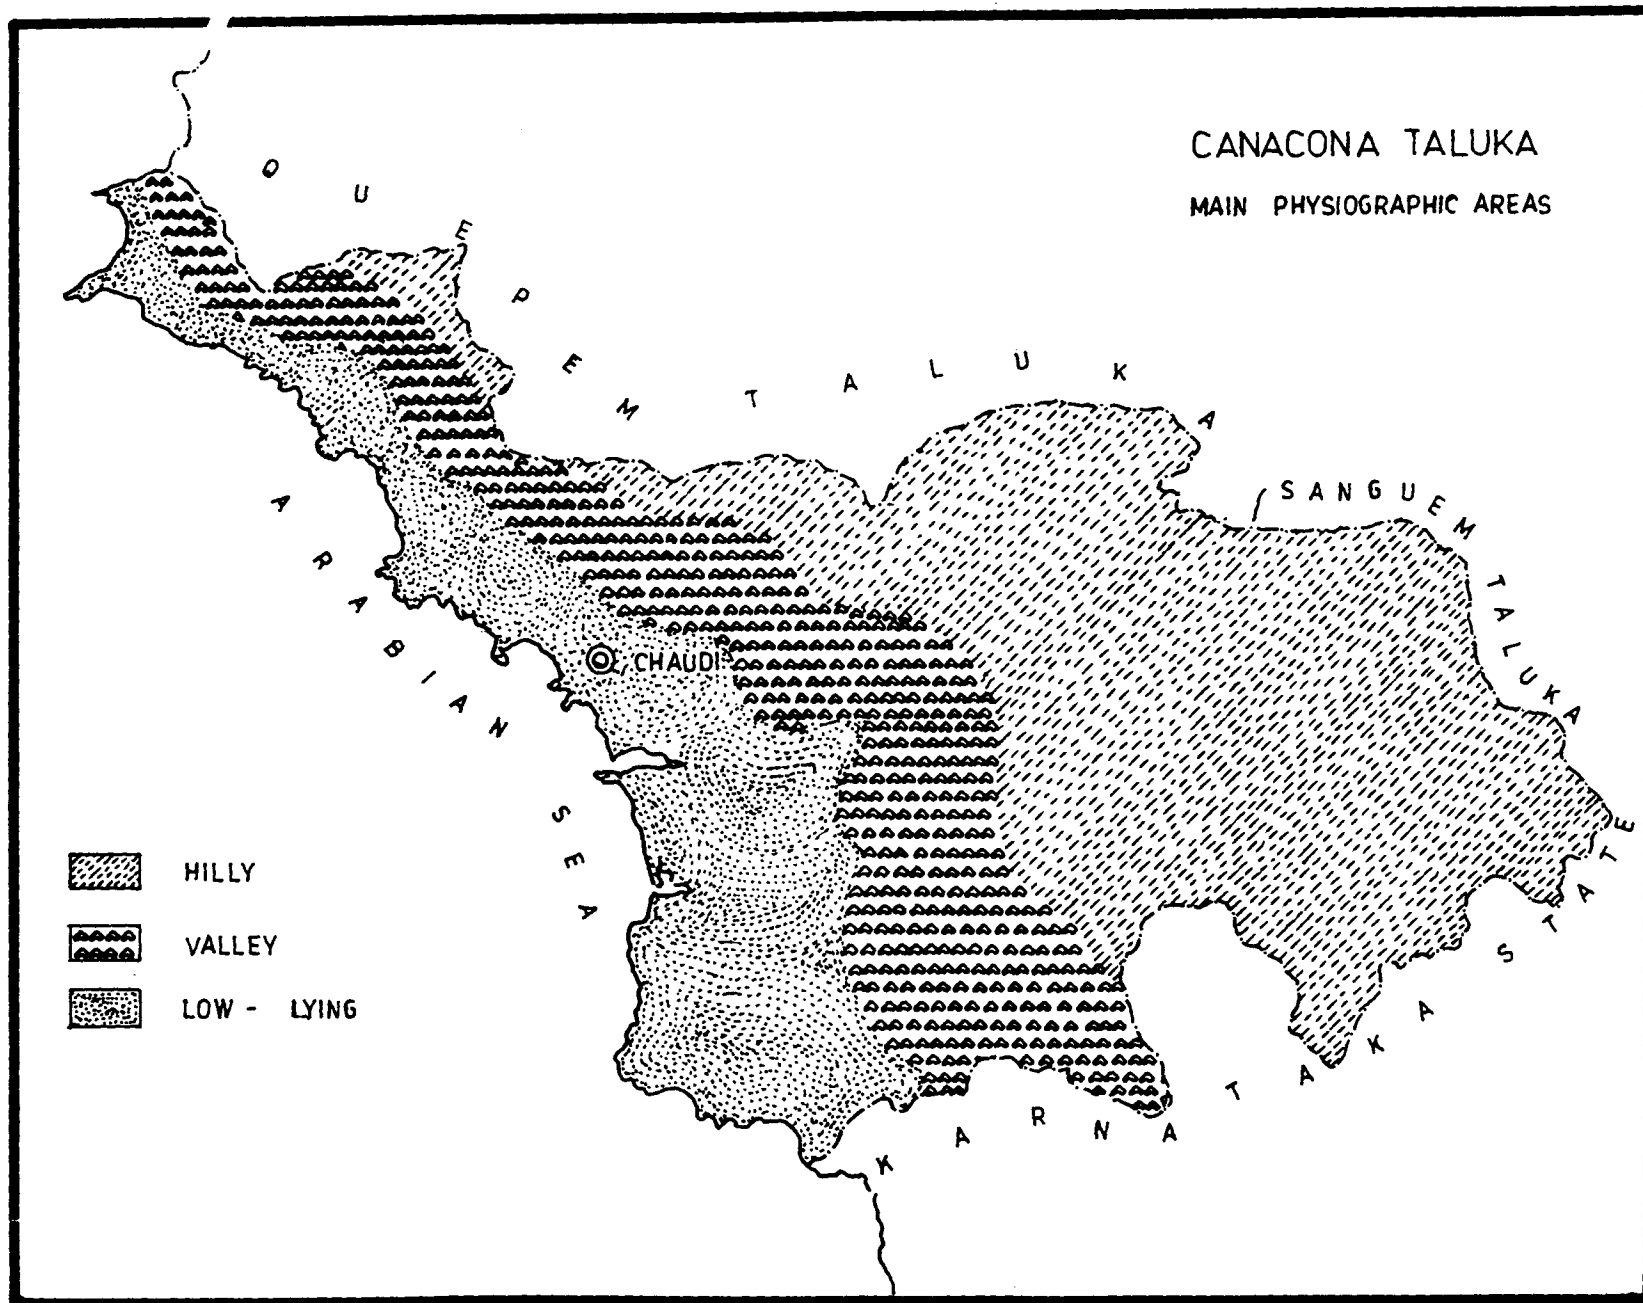 CANACONA TALUKA
MAIN PHYSIOGRAPHIC AREAS
QUEPEM TALUKA
SANGUEM TALUKA
ARABIAN SEA
CHAUDI
KARNATAKA STATE
HILLY
VALLEY
LOW - LYING